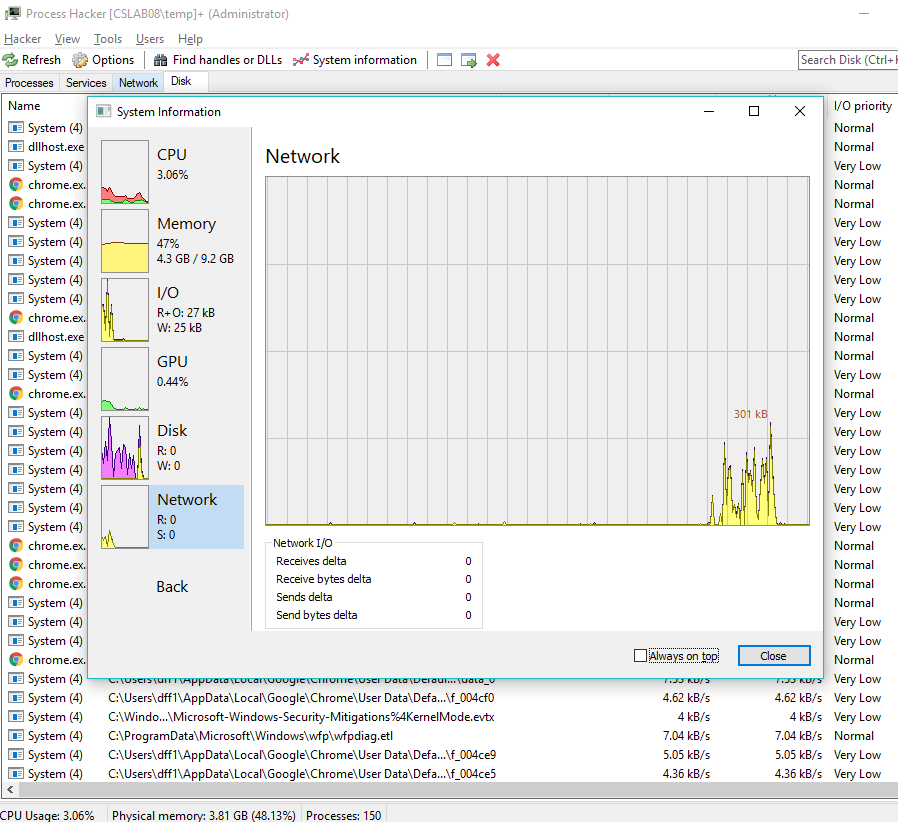 Process Hacker [CSLAB08\temp]+ (Administrator)
Hacker View Tools Users Help
Refresh Options Find handles or DLLs System information Search Disk (Ctrl+
Processes Services Network Disk
Name I/O priority
System Information
System (4) Normal
dllhost.exe Normal
System (4) Very Low
chrome.ex. Normal
chrome.ex. Normal
System (4) Very Low
System (4) Very Low
System (4) Very Low
System (4) Very Low
System (4) Very Low
chrome.ex. Normal
dllhost.exe Normal
System (4) Normal
System (4) Very Low
chrome.ex. Normal
System (4) Very Low
System (4) Very Low
System (4) Very Low
System (4) Very Low
System (4) Very Low
System (4) Very Low
System (4) Very Low
chrome.ex. Normal
chrome.ex. Normal
chrome.ex. Normal
System (4) Normal
System (4) Very Low
System (4) Very Low
chrome.ex. Normal
CPU
3.06%
Memory
47%
4.3 GB / 9.2 GB
I/O
R+O: 27 kB
W: 25 kB
GPU
0.44%
Disk
R: 0
W: 0
Network
R: 0
S: 0
Back
Network
301 kB
Network I/O
Receives delta 0
Receive bytes delta 0
Sends delta 0
Send bytes delta 0
Always on top Close
System (4) C:\Users\dff1\AppData\Local\Google\Chrome\User Data\Defaul...\data_0 7.55 kB/s 7.55 kB/s Very Low
System (4) C:\Users\dff1\AppData\Local\Google\Chrome\User Data\Defa...\f_004cf0 4.62 kB/s 4.62 kB/s Very Low
System (4) C:\Windo...\Microsoft-Windows-Security-Mitigations%4KernelMode.evtx 4 kB/s 4 kB/s Very Low
System (4) C:\ProgramData\Microsoft\Windows\wfp\wfpdiag.etl 7.04 kB/s 7.04 kB/s Normal
System (4) C:\Users\dff1\AppData\Local\Google\Chrome\User Data\Defa...\f_004ce9 5.05 kB/s 5.05 kB/s Very Low
System (4) C:\Users\dff1\AppData\Local\Google\Chrome\User Data\Defa...\f_004ce5 4.36 kB/s 4.36 kB/s Very Low
CPU Usage: 3.06% Physical memory: 3.81 GB (48.13%) Processes: 150